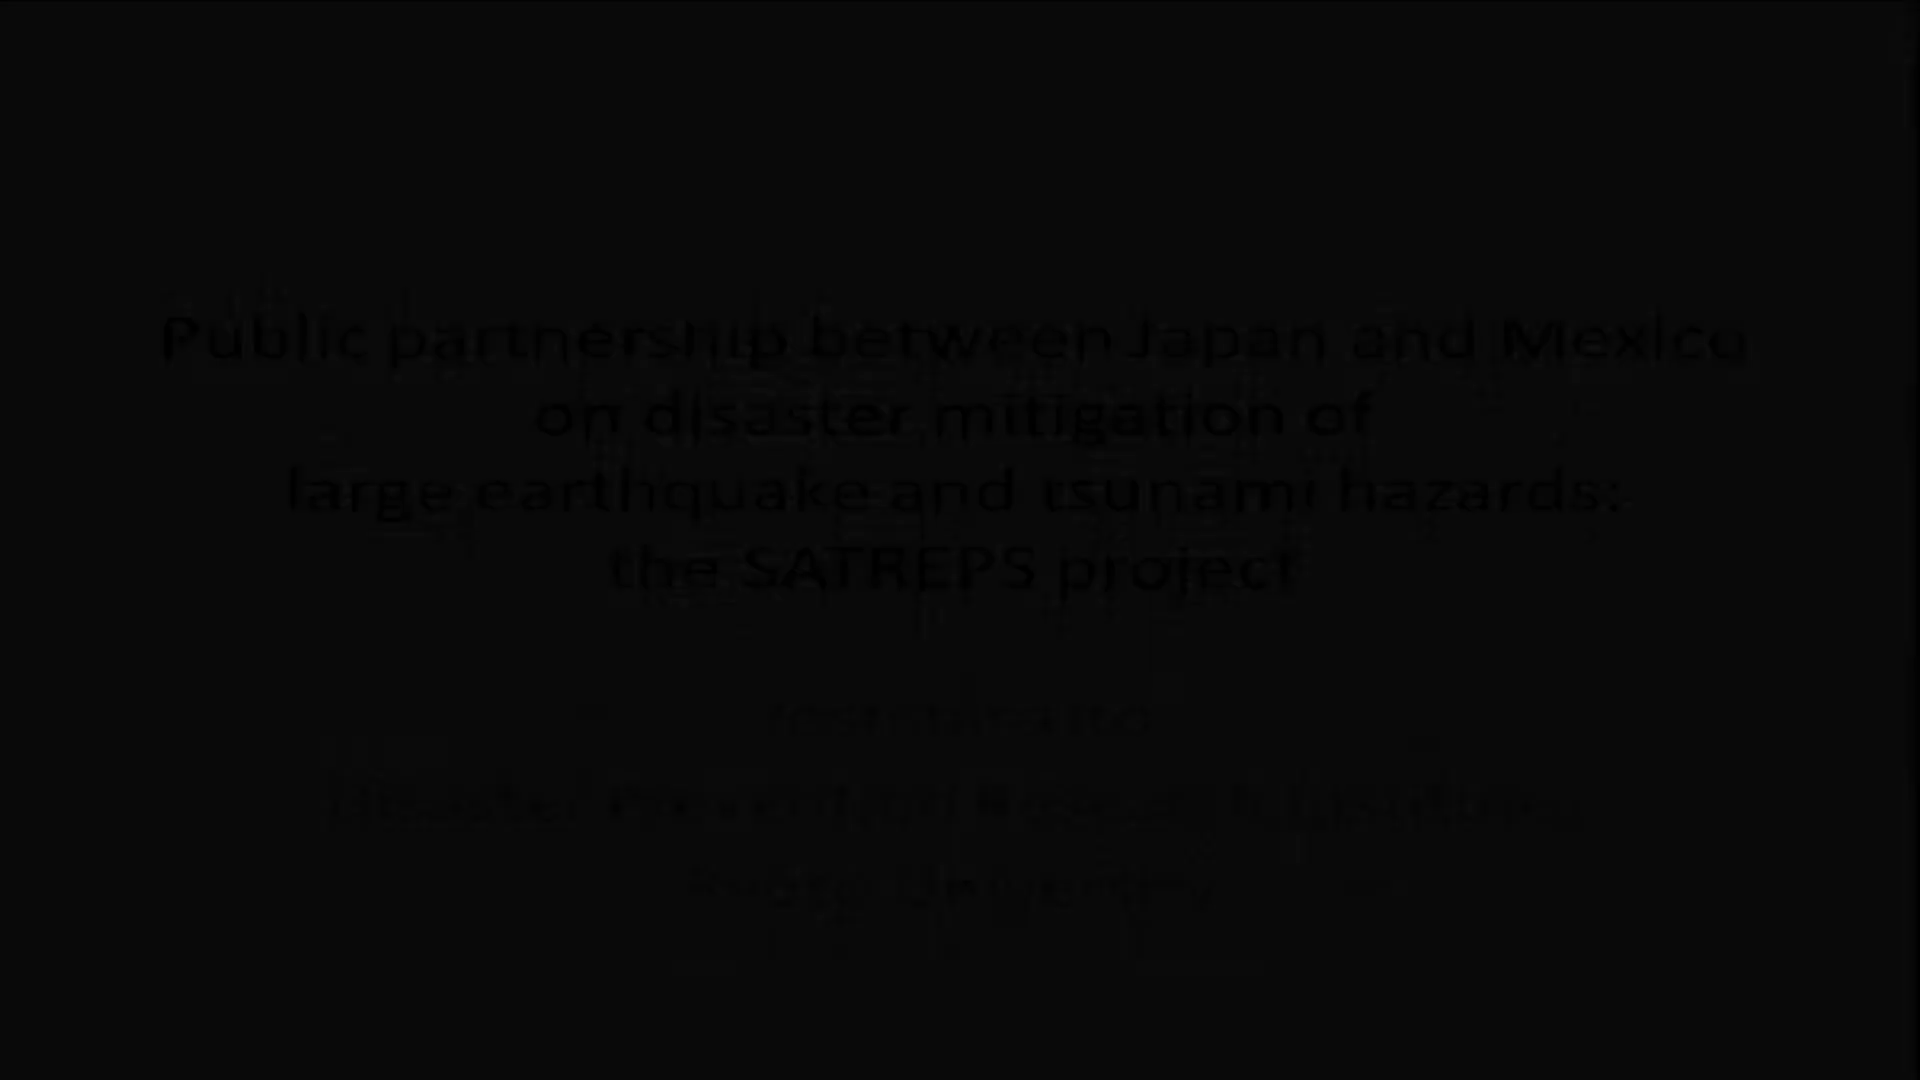 Public partnership between Japan and Mexico
on disaster mitigation of
large earthquake and tsunami hazards:
the SATREPS project
Disaster Prevention Research Institute
Kyoto University